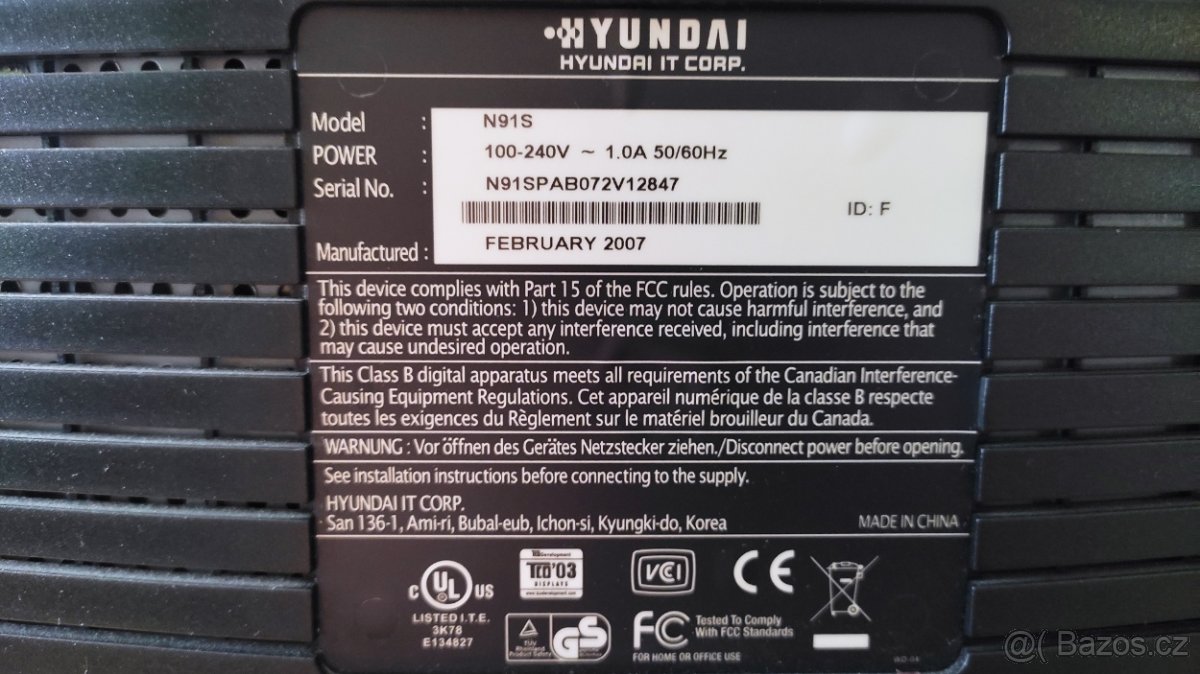 HYUNDAI
HYUNDAI IT CORP.
Model : N91S
POWER : 100-240V ~ 1.0A 50/60Hz
Serial No. : N91SPAB072V12847
ID: F
Manufactured : FEBRUARY 2007
This device complies with Part 15 of the FCC rules. Operation is subject to the
following two conditions: 1) this device may not cause harmful interference, and
2) this device must accept any interference received, including interference that
may cause undesired operation.
This Class B digital apparatus meets all requirements of the Canadian Interference-
Causing Equipment Regulations. Cet appareil numérique de la classe B respecte
toutes les exigences du Règlement sur le matériel brouilleur du Canada.
WARNUNG : Vor öffnen des Gerätes Netzstecker ziehen./Disconnect power before opening.
See installation instructions before connecting to the supply.
HYUNDAI IT CORP.
San 136-1, Ami-ri, Bubal-eub, Ichon-si, Kyungki-do, Korea
MADE IN CHINA
c UL US
LISTED I.T.E.
3K78
E134827
Development
TCO'03
DISPLAYS
VCI
CE
TÜV
Rheinland
Product Safety
GS
FC
Tested To Comply
With FCC Standards
FOR HOME OR OFFICE USE
@( Bazos.cz